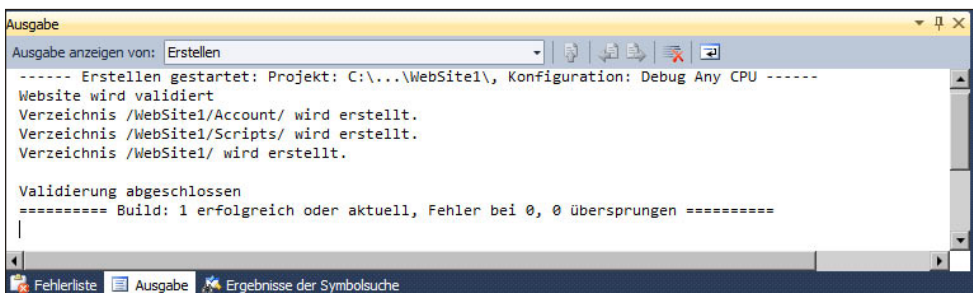 Ausgabe
Ausgabe anzeigen von: Erstellen
------ Erstellen gestartet: Projekt: C:\...\WebSite1\, Konfiguration: Debug Any CPU ------
Website wird validiert
Verzeichnis /WebSite1/Account/ wird erstellt.
Verzeichnis /WebSite1/Scripts/ wird erstellt.
Verzeichnis /WebSite1/ wird erstellt.
Validierung abgeschlossen
========== Build: 1 erfolgreich oder aktuell, Fehler bei 0, 0 übersprungen ==========
Fehlerliste Ausgabe Ergebnisse der Symbolsuche